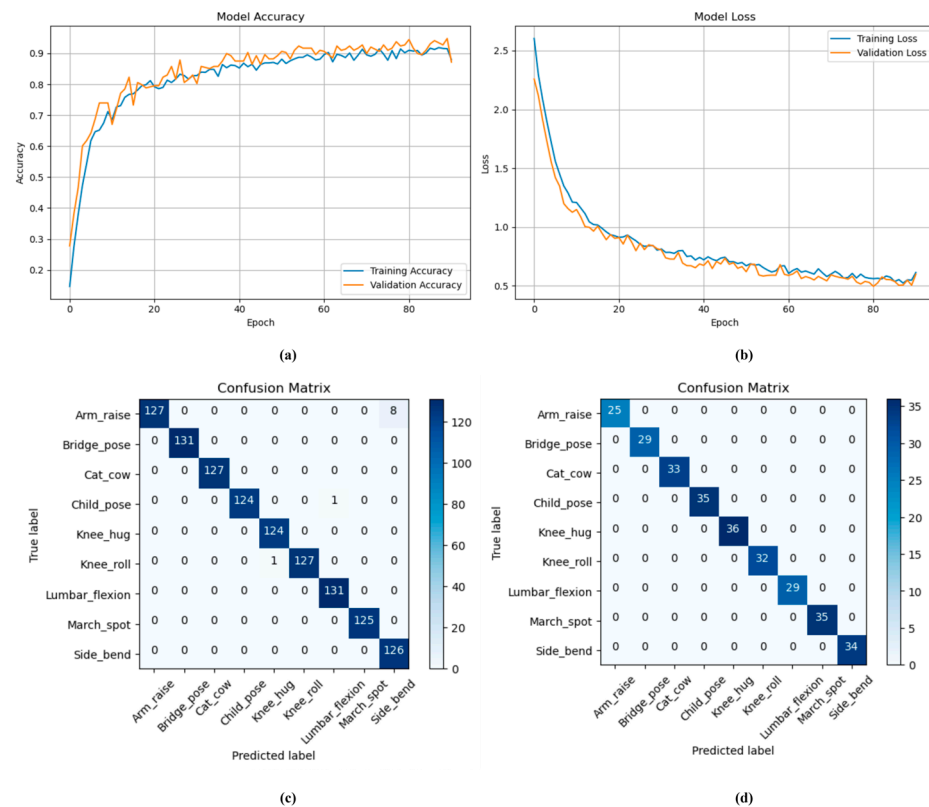 Model Accuracy
Accuracy
0.9
0.8
0.7
0.6
0.5
0.4
0.3
0.2
0 20 40 60 80
Epoch
Training Accuracy
Validation Accuracy
(a)
Model Loss
Loss
2.5
2.0
1.5
1.0
0.5
0 20 40 60 80
Epoch
Training Loss
Validation Loss
(b)
Confusion Matrix
True label
Arm_raise 127 0 0 0 0 0 0 0 8
Bridge_pose 0 131 0 0 0 0 0 0 0
Cat_cow 0 0 127 0 0 0 0 0 0
Child_pose 0 0 0 124 0 0 1 0 0
Knee_hug 0 0 0 0 124 0 0 0 0
Knee_roll 0 0 0 0 1 127 0 0 0
Lumbar_flexion 0 0 0 0 0 0 131 0 0
March_spot 0 0 0 0 0 0 0 125 0
Side_bend 0 0 0 0 0 0 0 0 126
Arm_raise Bridge_pose Cat_cow Child_pose Knee_hug Knee_roll Lumbar_flexion March_spot Side_bend
Predicted label
120
100
80
60
40
20
0
(c)
Confusion Matrix
True label
Arm_raise 25 0 0 0 0 0 0 0 0
Bridge_pose 0 29 0 0 0 0 0 0 0
Cat_cow 0 0 33 0 0 0 0 0 0
Child_pose 0 0 0 35 0 0 0 0 0
Knee_hug 0 0 0 0 36 0 0 0 0
Knee_roll 0 0 0 0 0 32 0 0 0
Lumbar_flexion 0 0 0 0 0 0 29 0 0
March_spot 0 0 0 0 0 0 0 35 0
Side_bend 0 0 0 0 0 0 0 0 34
Arm_raise Bridge_pose Cat_cow Child_pose Knee_hug Knee_roll Lumbar_flexion March_spot Side_bend
Predicted label
35
30
25
20
15
10
5
0
(d)